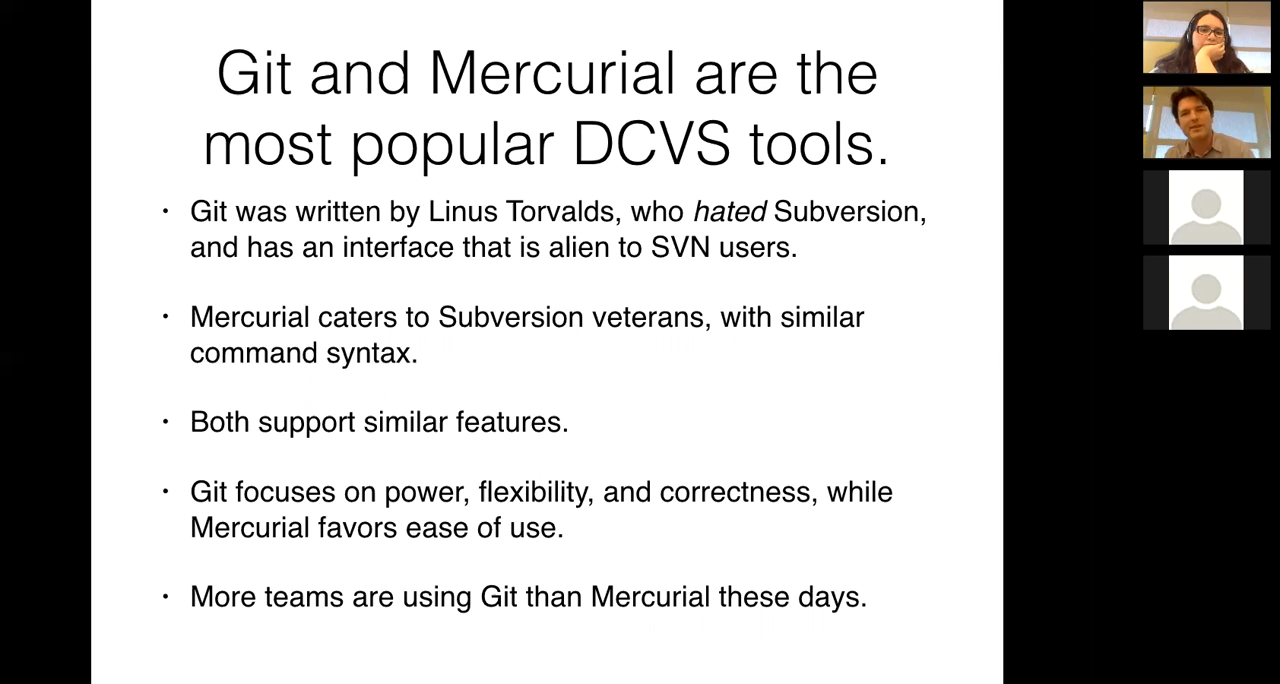 Git and Mercurial are the
most popular DCVS tools.
• Git was written by Linus Torvalds, who hated Subversion,
and has an interface that is alien to SVN users.
• Mercurial caters to Subversion veterans, with similar
command syntax.
• Both support similar features.
• Git focuses on power, flexibility, and correctness, while
Mercurial favors ease of use.
• More teams are using Git than Mercurial these days.